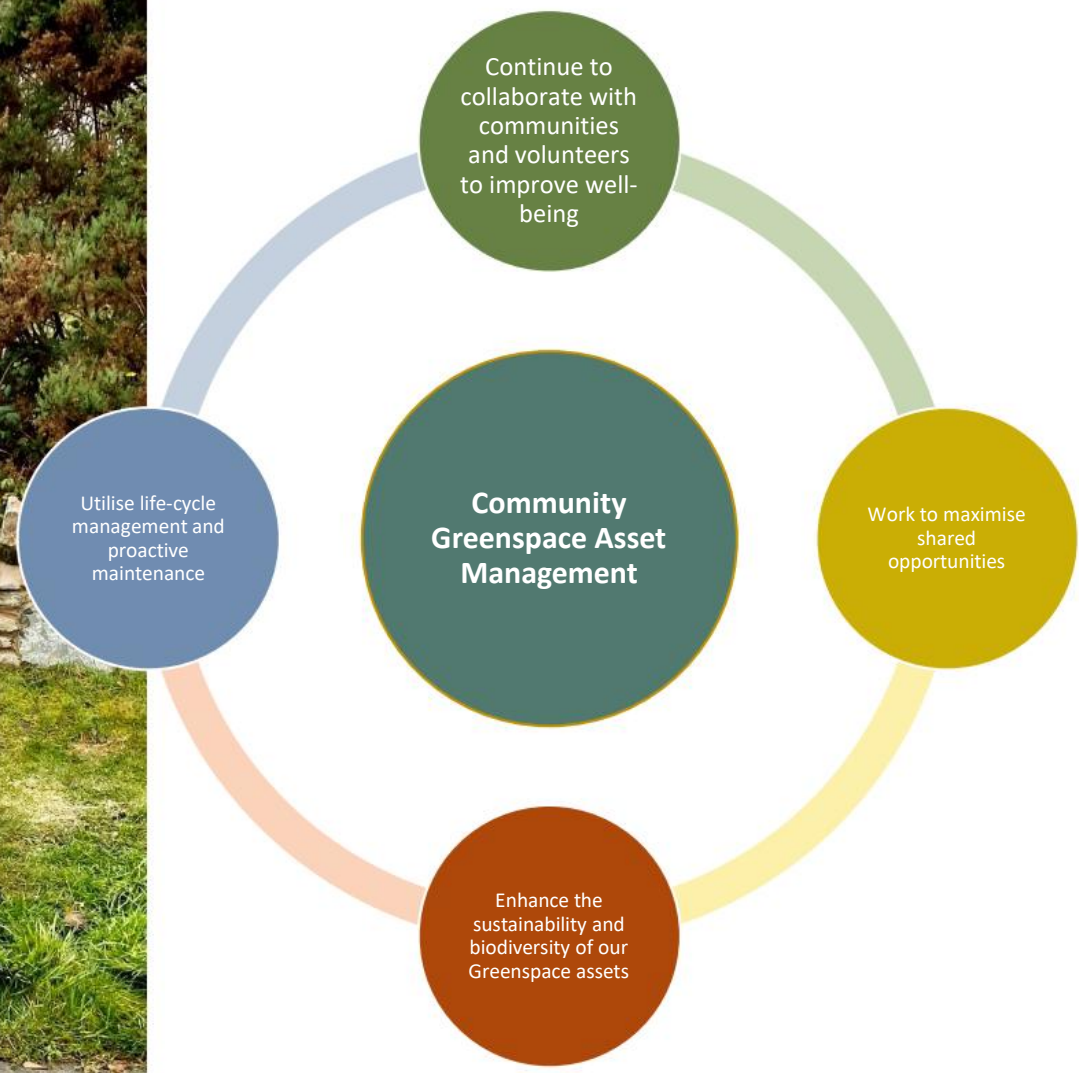 Continue to
collaborate with
communities
and volunteers
to improve well-
being
Community
Greenspace Asset
Management
Utilise life-cycle
management and
proactive
maintenance
Work to maximise
shared
opportunities
Enhance the
sustainability and
biodiversity of our
Greenspace assets